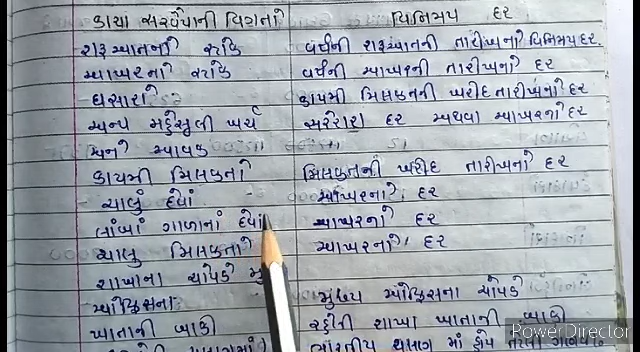 કાચા સરવૈયાની વિગતો વિનિમય દર
શરૂઆતની બાકી વર્ષની શરૂઆતની તારીખનો વિનિમય દર.
આખરની બાકી વર્ષની આખરની તારીખનો દર
ઘસારો કાયમી મિલકતની ખરીદ તારીખનો દર
અન્ય મહેસૂલી ખર્ચ સરેરાશ દર અથવા આખરનો દર
અને આવક
કાયમી મિલકતો મિલકતની ખરીદ તારીખનો દર
ચાલું દેવાં આખરનો દર
લાંબા ગાળાનાં દેવાં આખરનો દર
ચાલુ મિલકતો આખરનો દર
શાખાના ચોપડે મુ
ઓફિસના મુખ્ય ઓફિસના ચોપડે
ખાતાની બાકી શાખા ખાતાની બાકી
PowerDirector